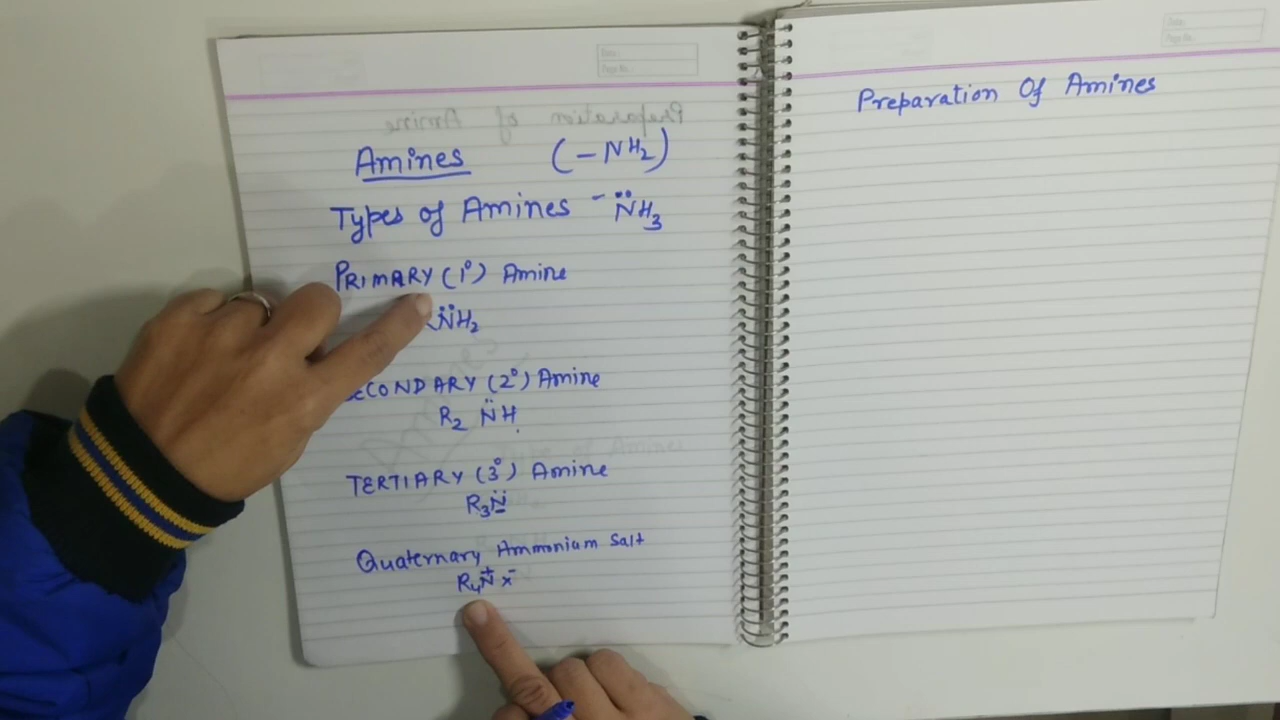 Amines (-NH2)
Types of Amines - N̈H3
PRIMARY (1°) Amine
N̈H2
SECONDARY (2°) Amine
R2 N̈H
TERTIARY (3°) Amine
R3N̈
Quaternary Ammonium Salt
R4N+ x-
Preparation Of Amines